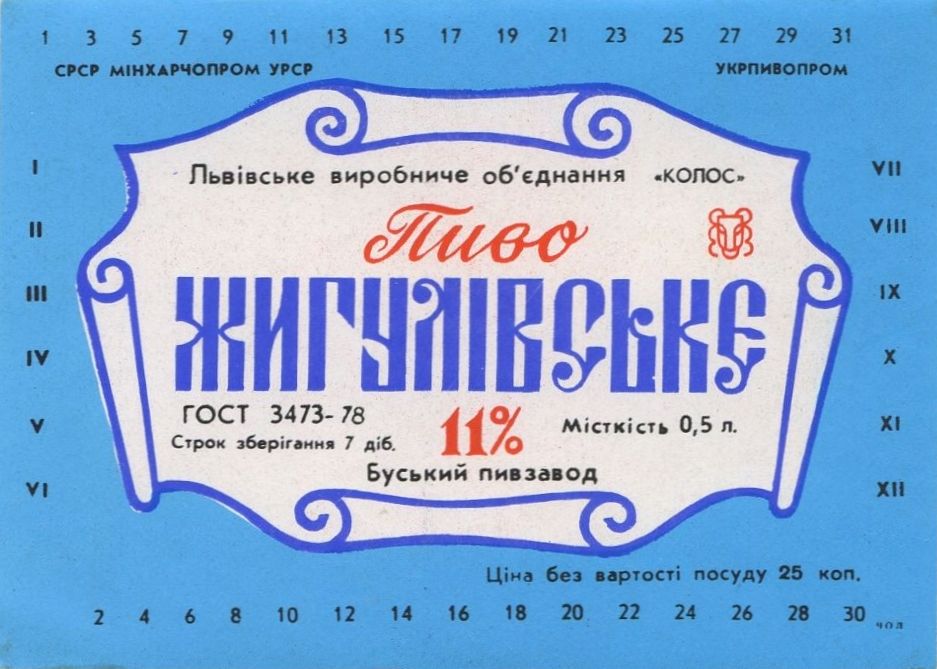 1 3 5 7 9 11 13 15 17 19 21 23 25 27 29 31
СРСР МІНХАРЧОПРОМ УРСР УКРПИВОПРОМ
Львівське виробниче об'єднання «КОЛОС»
Пиво
ЖИГУЛІВСЬКЕ
ГОСТ 3473-78 11% Місткість 0,5 л.
Строк зберігання 7 діб.
Буський пивзавод
I
II
III
IV
V
VI
VII
VIII
IX
X
XI
XII
Ціна без вартості посуду 25 коп.
2 4 6 8 10 12 14 16 18 20 22 24 26 28 30 чол